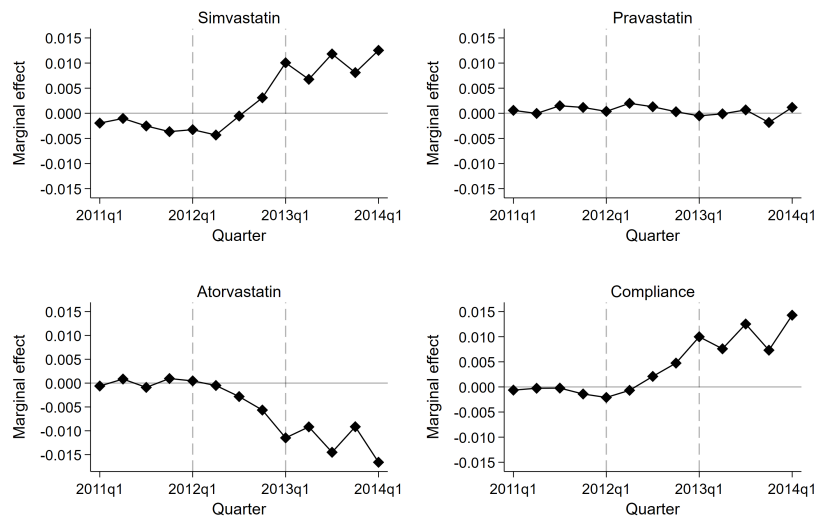 Simvastatin
Marginal effect
0.015
0.010
0.005
0.000
-0.005
-0.010
-0.015
2011q1 2012q1 2013q1 2014q1
Quarter
Pravastatin
Marginal effect
0.015
0.010
0.005
0.000
-0.005
-0.010
-0.015
2011q1 2012q1 2013q1 2014q1
Quarter
Atorvastatin
Marginal effect
0.015
0.010
0.005
0.000
-0.005
-0.010
-0.015
2011q1 2012q1 2013q1 2014q1
Quarter
Compliance
Marginal effect
0.015
0.010
0.005
0.000
-0.005
-0.010
-0.015
2011q1 2012q1 2013q1 2014q1
Quarter